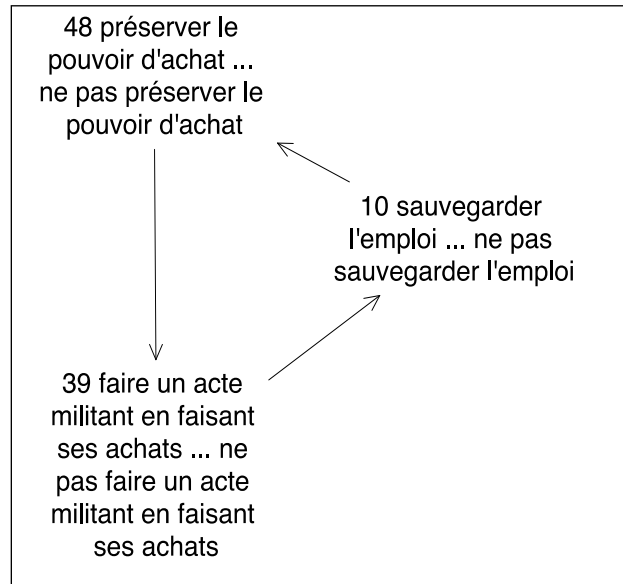 48 préserver le
pouvoir d'achat ...
ne pas préserver le
pouvoir d'achat
10 sauvegarder
l'emploi ... ne pas
sauvegarder l'emploi
39 faire un acte
militant en faisant
ses achats ... ne
pas faire un acte
militant en faisant
ses achats